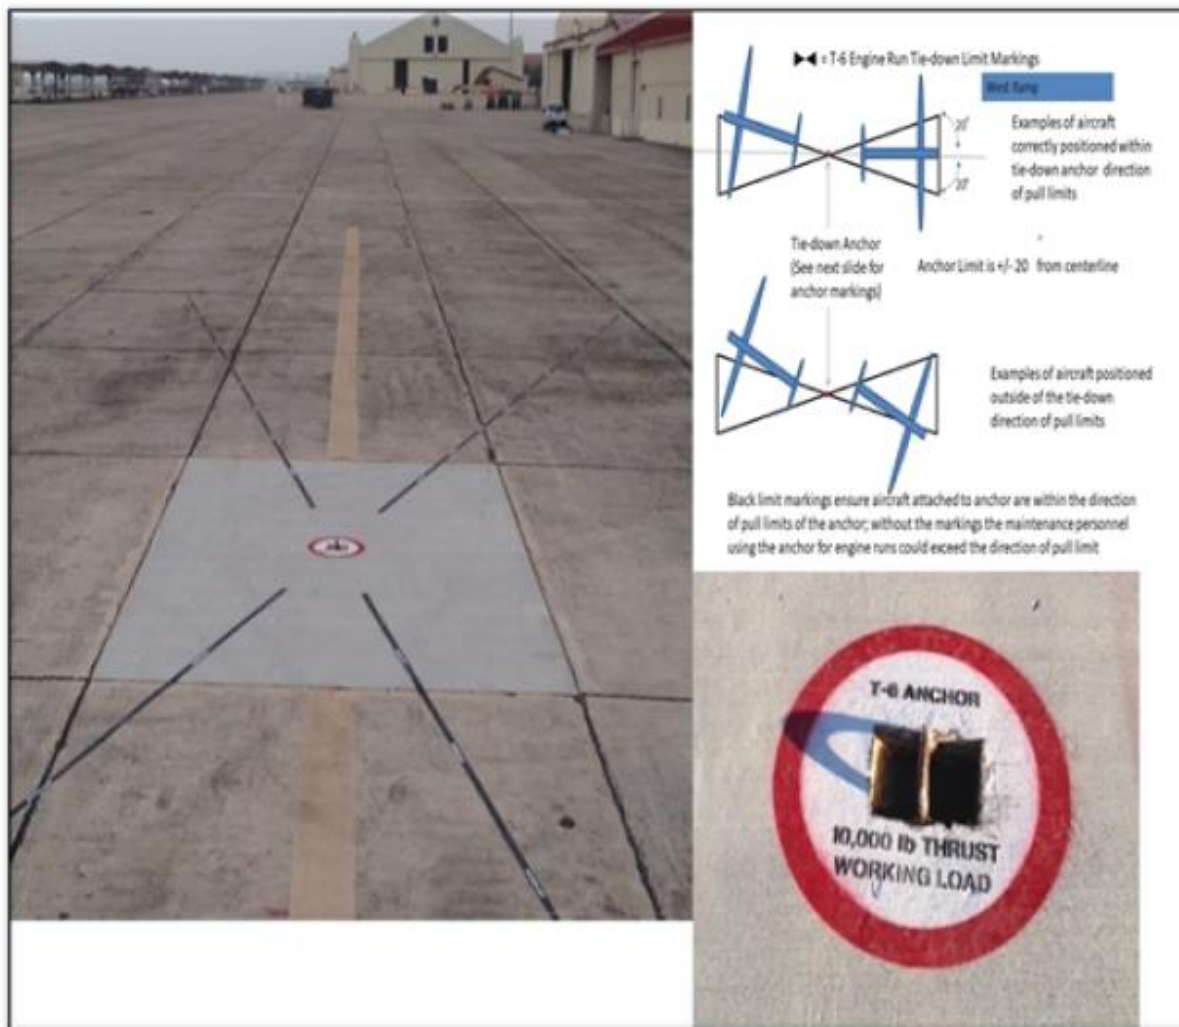 = T-6 Engine Run Tie-down Limit Markings
West Ramp
20°
20°
Examples of aircraft
correctly positioned within
tie-down anchor direction
of pull limits
Tie-down Anchor
(See next slide for
anchor markings)
Anchor Limit is +/- 20° from centerline
Examples of aircraft positioned
outside of the tie-down
direction of pull limits
Black limit markings ensure aircraft attached to anchor are within the direction
of pull limits of the anchor; without the markings the maintenance personnel
using the anchor for engine runs could exceed the direction of pull limit
T-6 ANCHOR
10,000 lb THRUST
WORKING LOAD